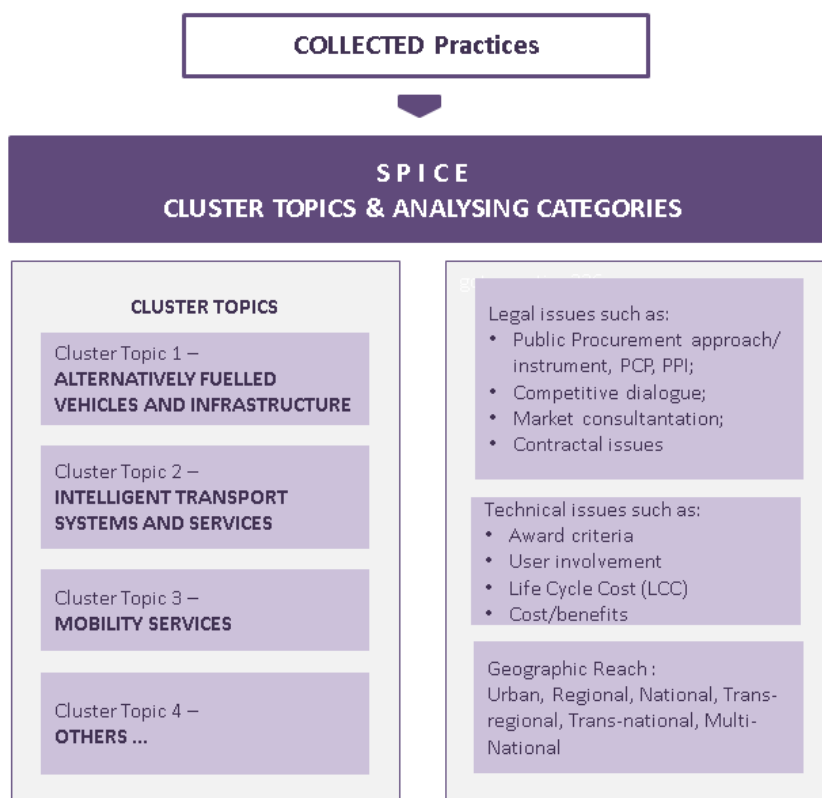 COLLECTED Practices
SPICE
CLUSTER TOPICS & ANALYSING CATEGORIES
CLUSTER TOPICS
Cluster Topic 1 –
ALTERNATIVELY FUELLED
VEHICLES AND INFRASTRUCTURE
Cluster Topic 2 –
INTELLIGENT TRANSPORT
SYSTEMS AND SERVICES
Cluster Topic 3 –
MOBILITY SERVICES
Cluster Topic 4 –
OTHERS ...
Legal issues such as:
• Public Procurement approach/
instrument, PCP, PPI;
• Competitive dialogue;
• Market consultantation;
• Contractal issues
Technical issues such as:
• Award criteria
• User involvement
• Life Cycle Cost (LCC)
• Cost/benefits
Geographic Reach :
Urban, Regional, National, Trans-
regional, Trans-national, Multi-
National